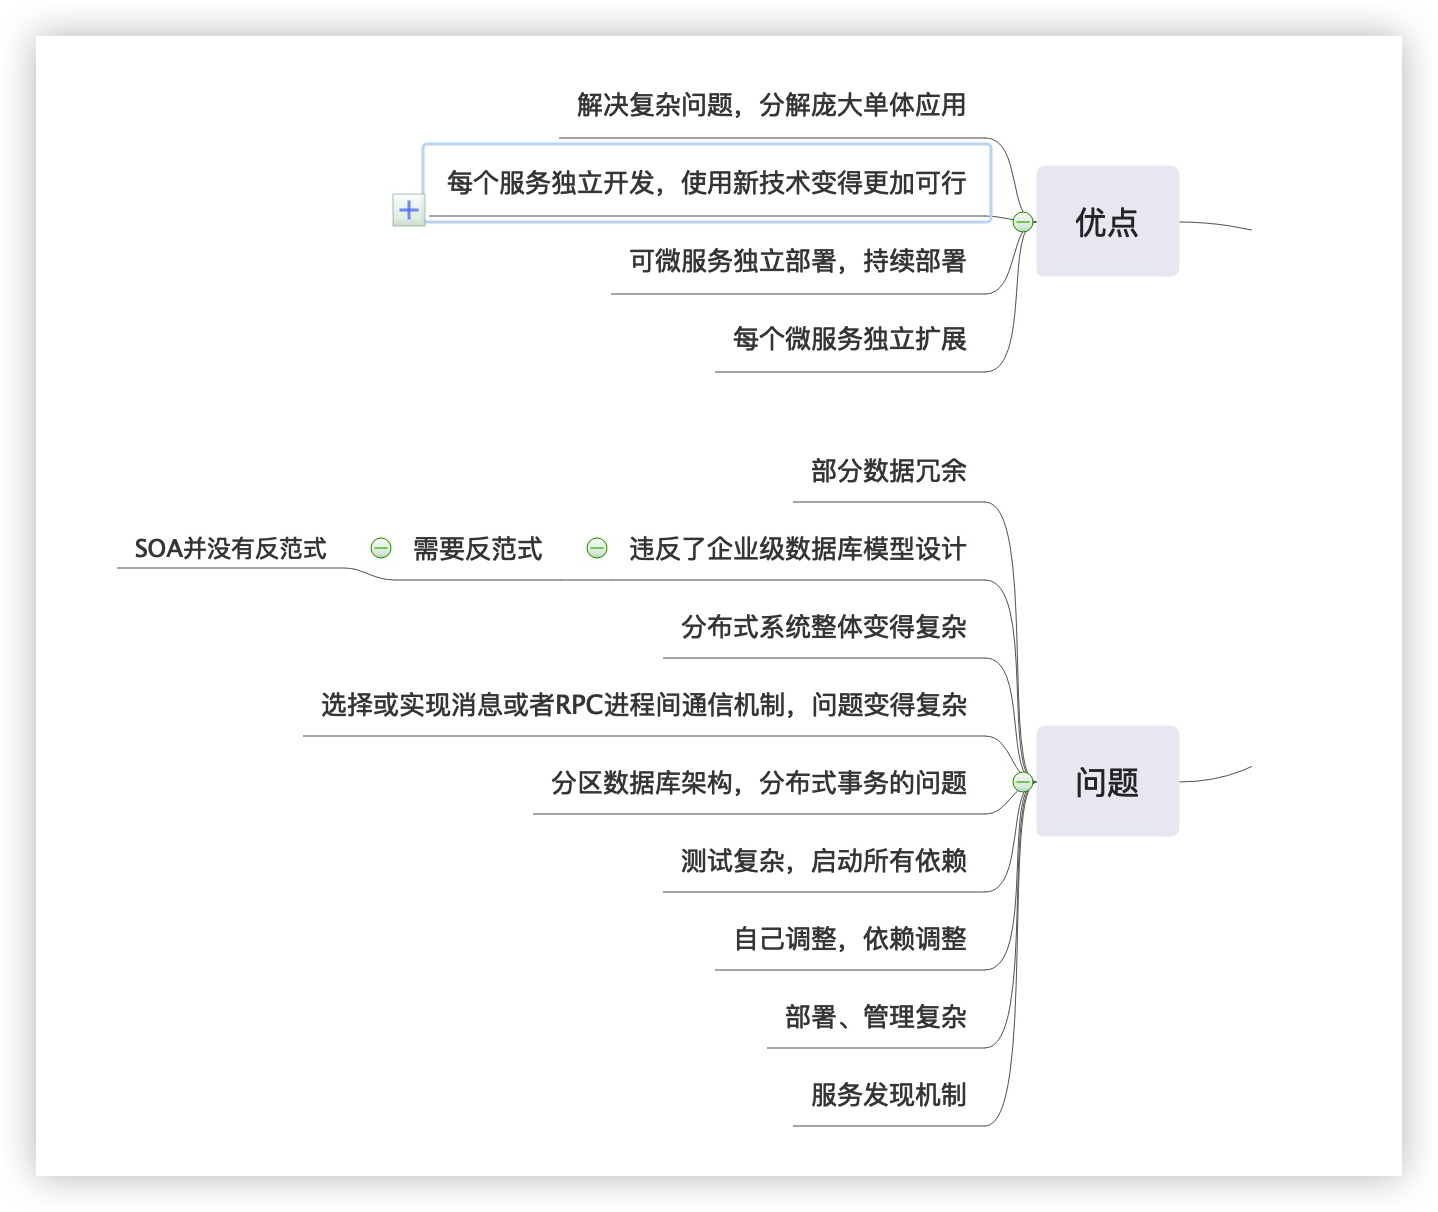 解决复杂问题，分解庞大单体应用
每个服务独立开发，使用新技术变得更加可行
优点
可微服务独立部署，持续部署
每个微服务独立扩展
部分数据冗余
SOA并没有反范式
需要反范式
违反了企业级数据库模型设计
分布式系统整体变得复杂
选择或实现消息或者RPC进程间通信机制，问题变得复杂
分区数据库架构，分布式事务的问题
问题
测试复杂，启动所有依赖
自己调整，依赖调整
部署、管理复杂
服务发现机制